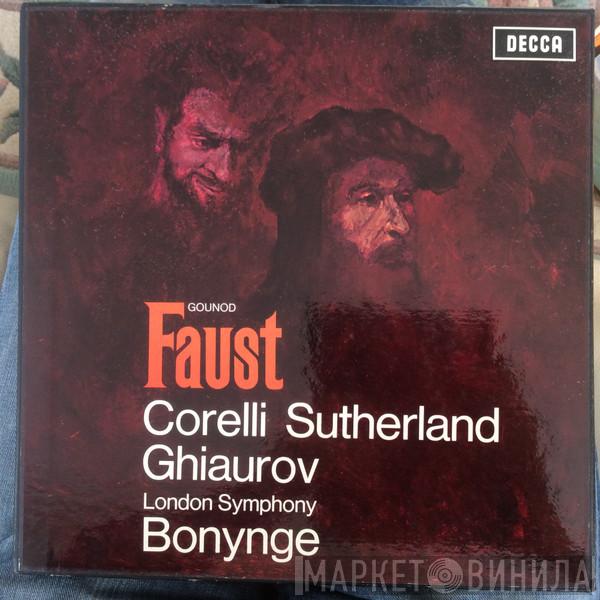 DECCA
GOUNOD
Faust
Corelli Sutherland
Ghiaurov
London Symphony
Bonynge
МАРКЕТ ВИНИЛА